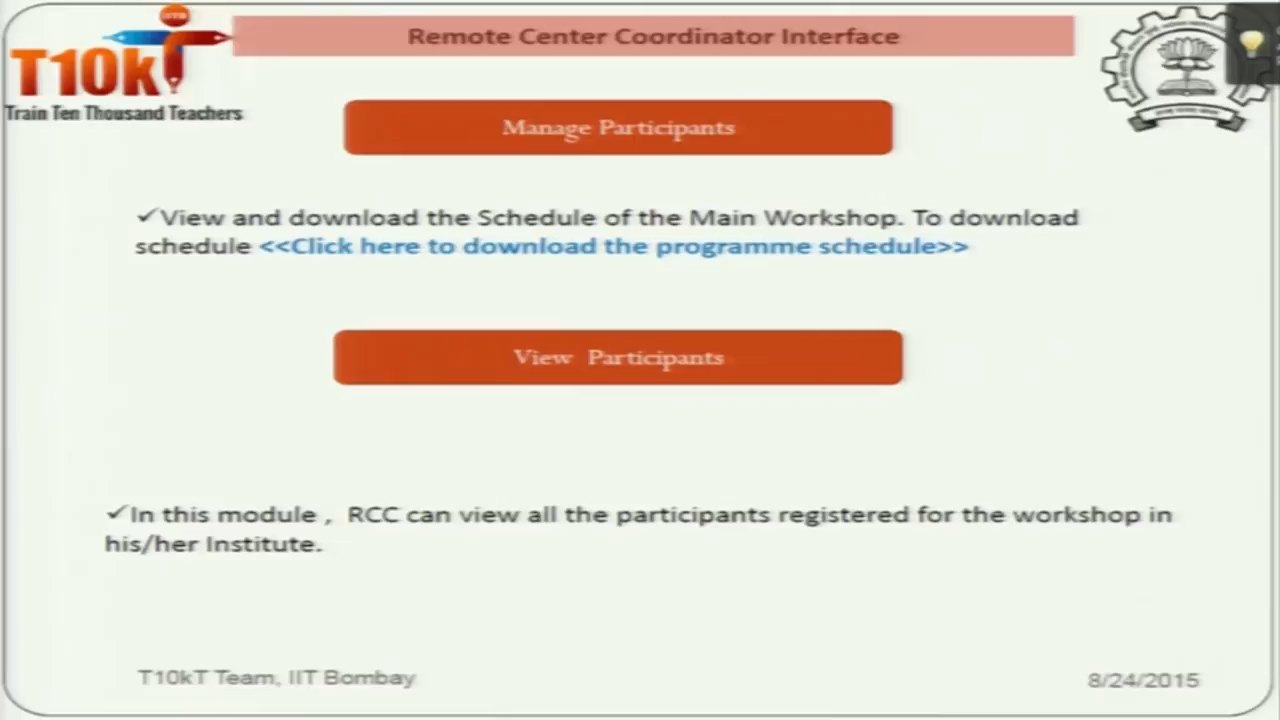 Remote Center Coordinator Interface
T10kT
Train Ten Thousand Teachers
Manage Participants
✓View and download the Schedule of the Main Workshop. To download
schedule <<Click here to download the programme schedule>>
View Participants
✓In this module , RCC can view all the participants registered for the workshop in
his/her Institute.
T10kT Team, IIT Bombay
8/24/2015